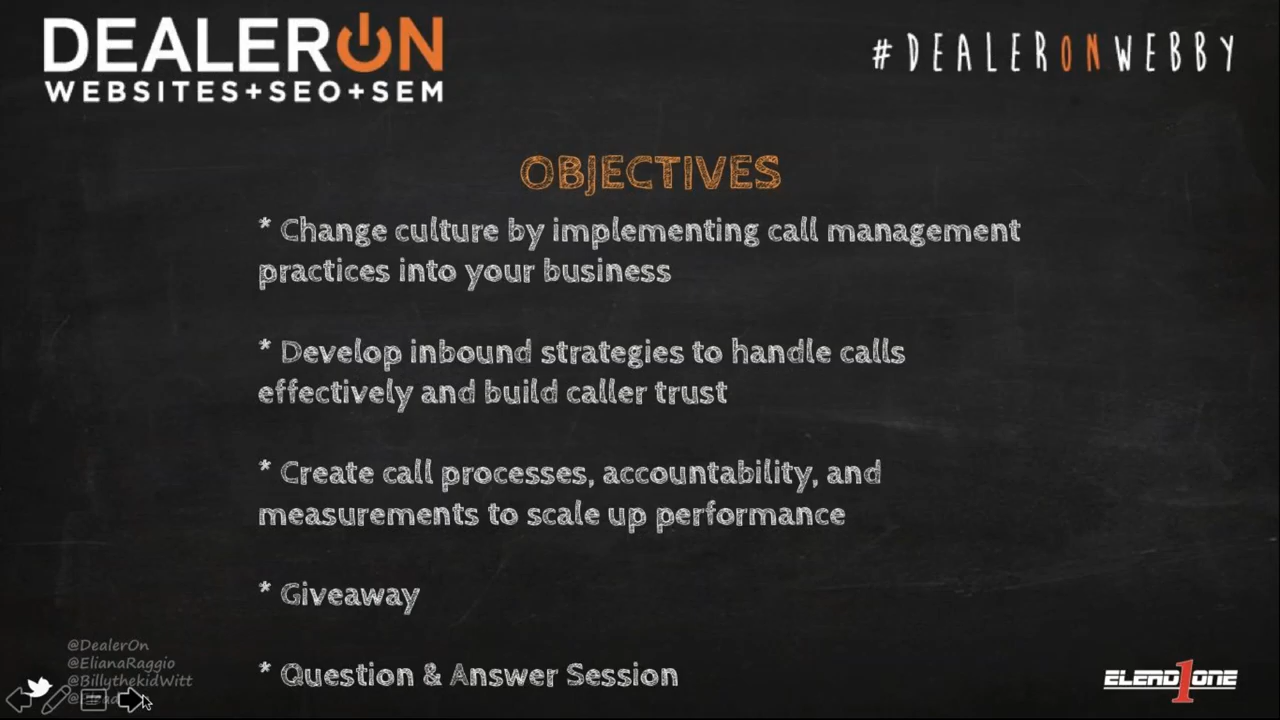 DEALERON
WEBSITES+SEO+SEM
#DEALERONWEBBY
OBJECTIVES
* Change culture by implementing call management
practices into your business
* Develop inbound strategies to handle calls
effectively and build caller trust
* Create call processes, accountability, and
measurements to scale up performance
* Giveaway
* Question & Answer Session
@DealerOn
@ElianaRaggio
@BillythekidWitt
ELEAD1ONE